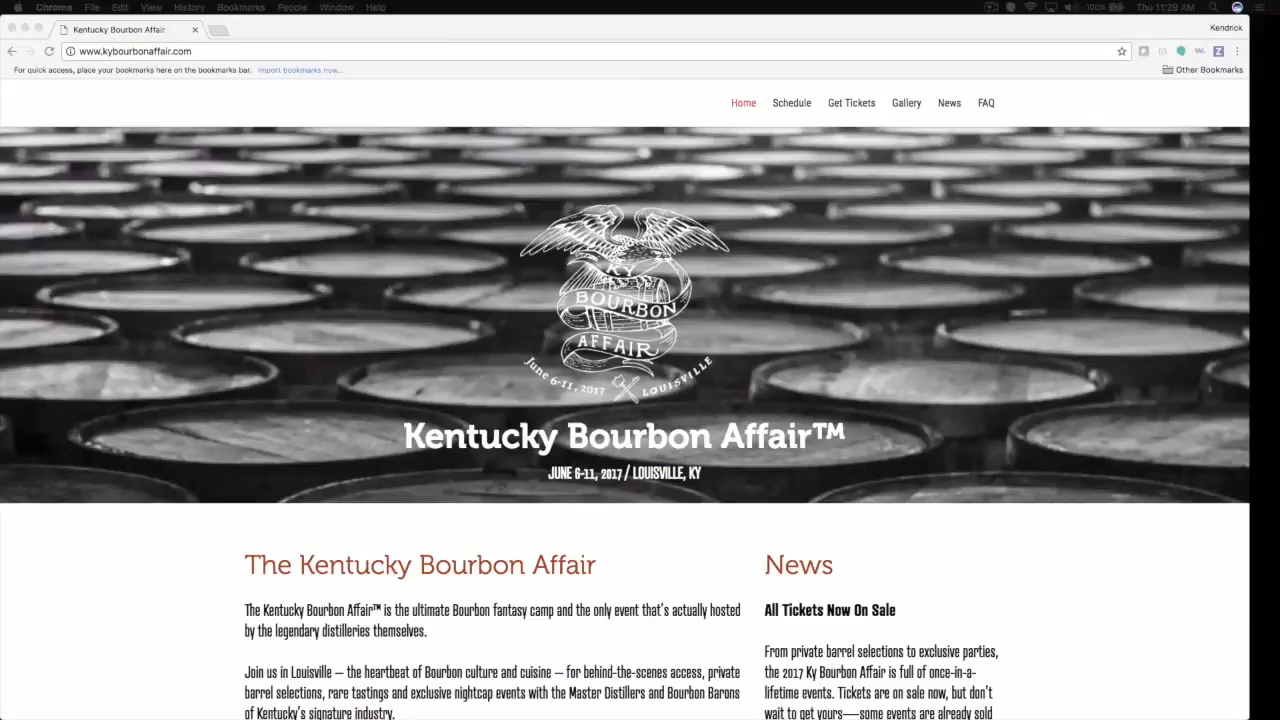 Chrome File Edit View History Bookmarks People Window Help 100% Thu 11:29 AM
Kentucky Bourbon Affair Kendrick
www.kybourbonaffair.com
For quick access, place your bookmarks here on the bookmarks bar. Import bookmarks now... Other Bookmarks
Home Schedule Get Tickets Gallery News FAQ
KY
BOURBON
AFFAIR
June 6-11, 2017 LOUISVILLE
Kentucky Bourbon Affair™
JUNE 6-11, 2017 / LOUISVILLE, KY
The Kentucky Bourbon Affair
The Kentucky Bourbon Affair™ is the ultimate Bourbon fantasy camp and the only event that's actually hosted
by the legendary distilleries themselves.
Join us in Louisville – the heartbeat of Bourbon culture and cuisine – for behind-the-scenes access, private
barrel selections, rare tastings and exclusive nightcap events with the Master Distillers and Bourbon Barons
of Kentucky's signature industry.
News
All Tickets Now On Sale
From private barrel selections to exclusive parties,
the 2017 Ky Bourbon Affair is full of once-in-a-
lifetime events. Tickets are on sale now, but don't
wait to get yours—some events are already sold